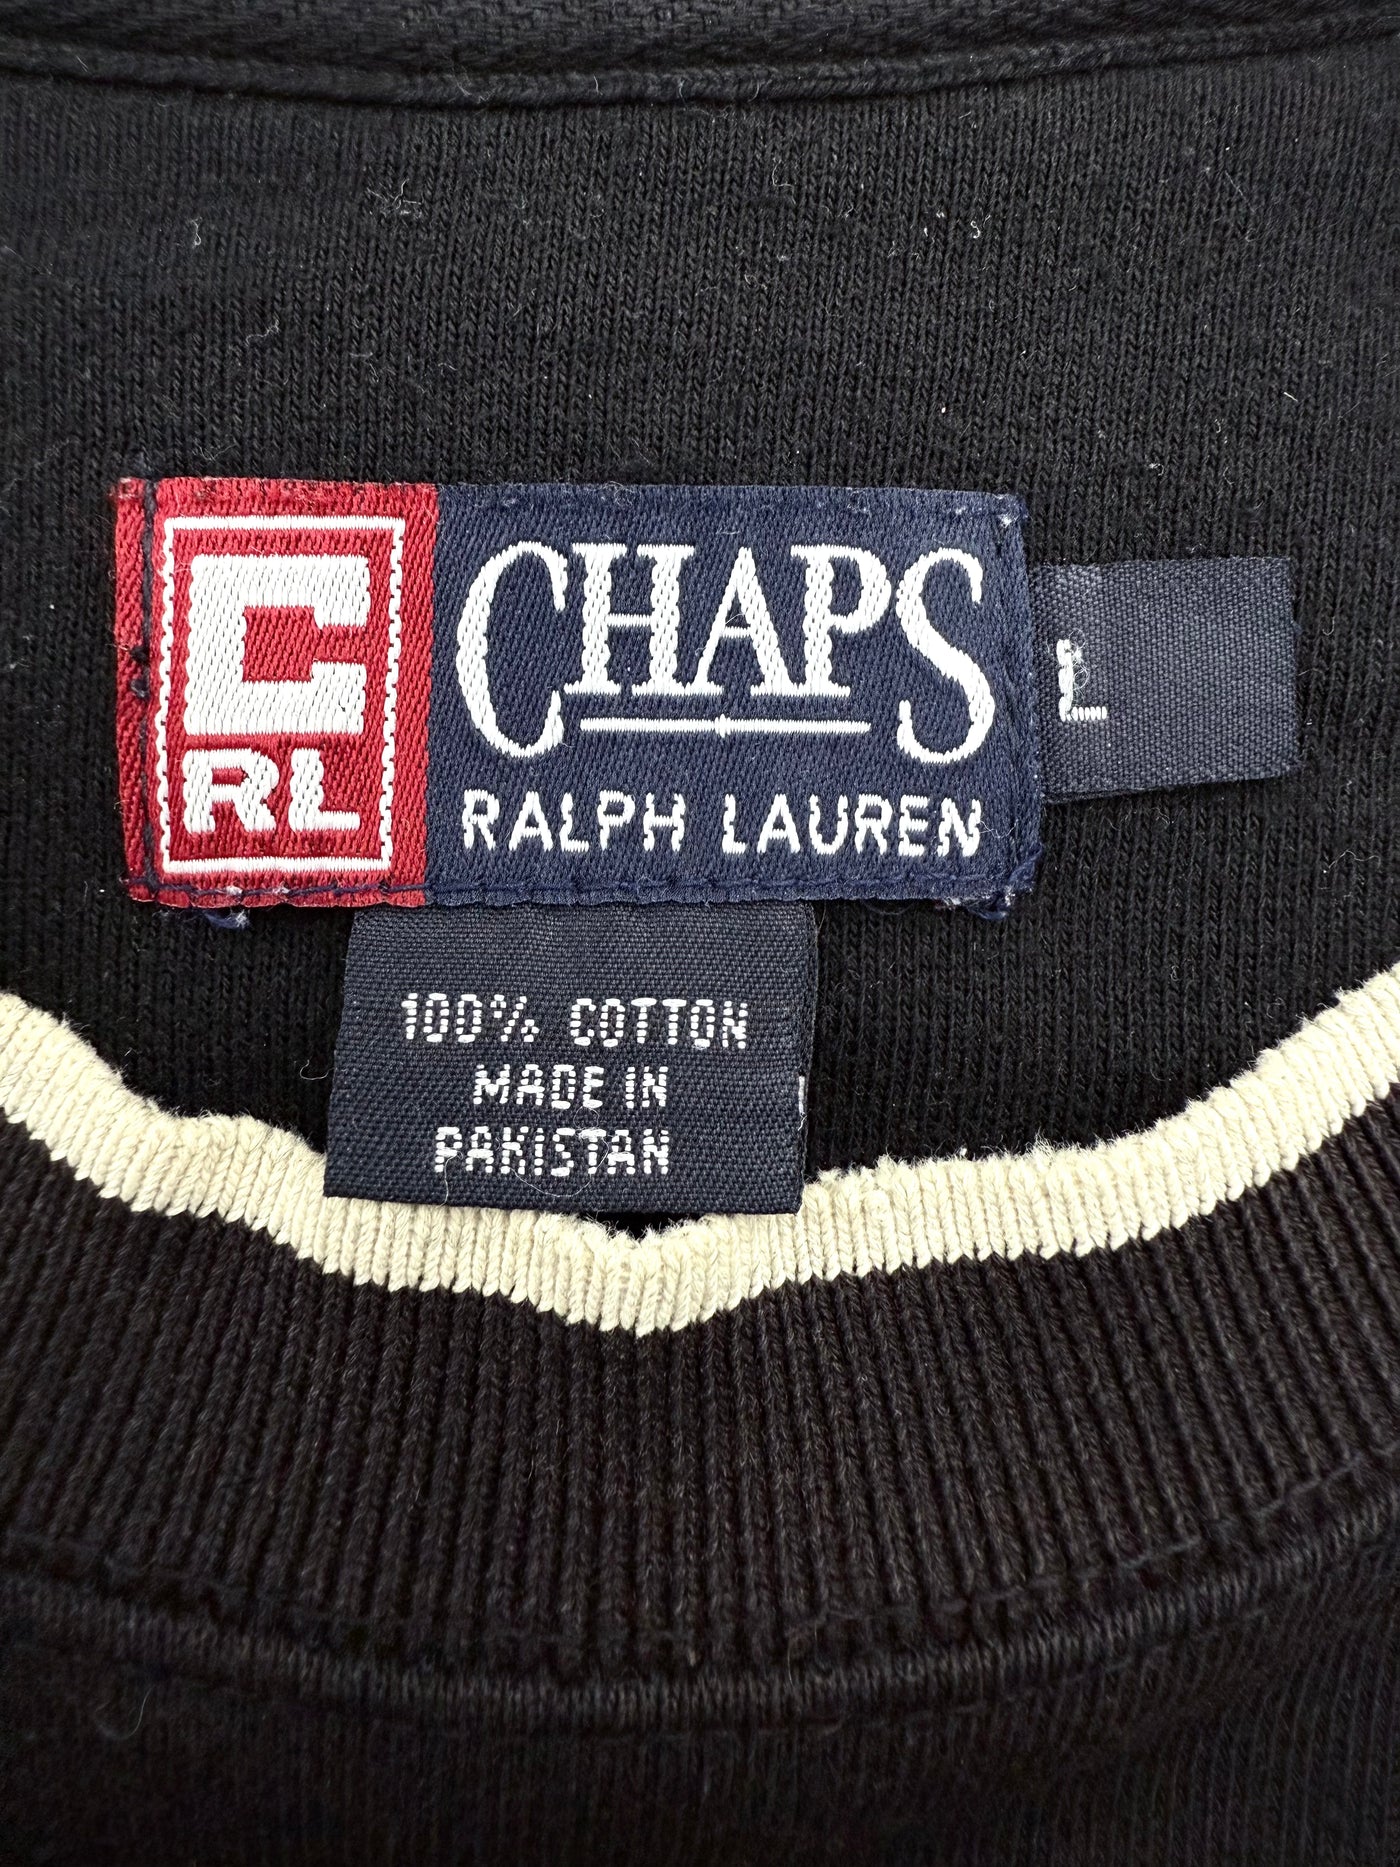 C
RL
CHAPS
RALPH LAUREN
L
100% COTTON
MADE IN
PAKISTAN